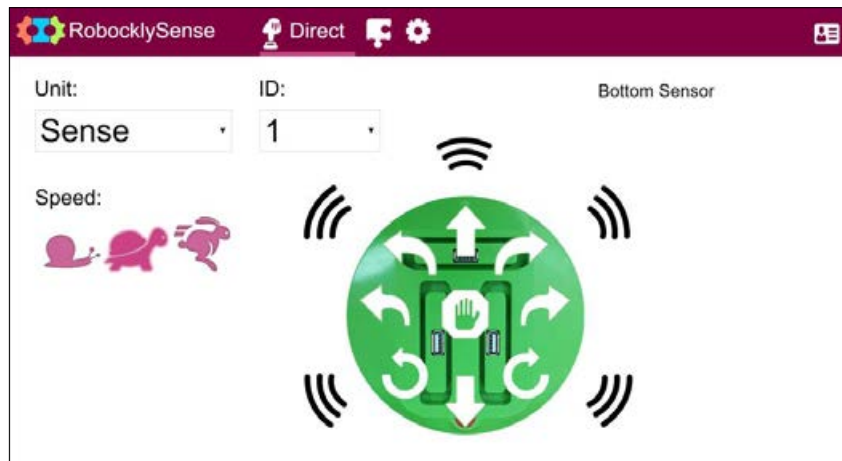 RobocklySense
Direct
Unit:
ID:
Bottom Sensor
Sense
1
Speed: